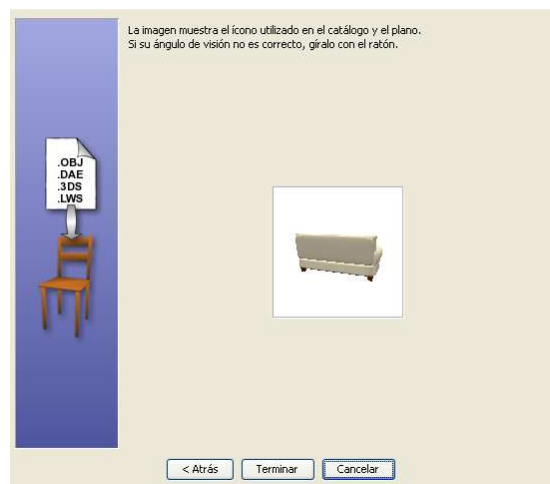 La imagen muestra el ícono utilizado en el catálogo y el plano.
Si su ángulo de visión no es correcto, gíralo con el ratón.
.OBJ
.DAE
.3DS
.LWS
< Atrás
Terminar
Cancelar